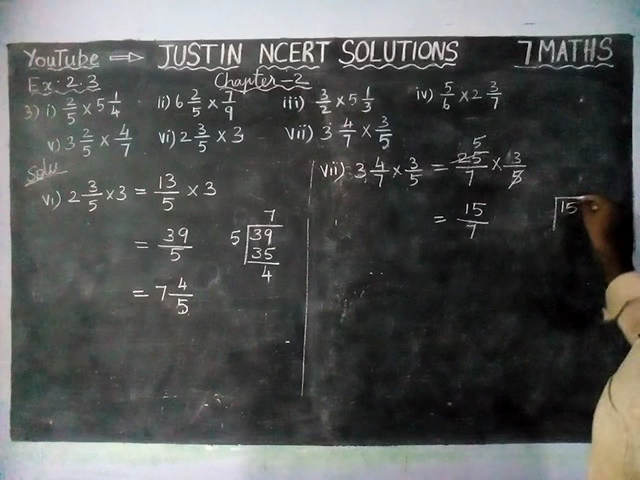 YouTube ⇒ JUSTIN NCERT SOLUTIONS 7 MATHS
Ex: 2.3 Chapter-2
3) i) 2/5 × 5 1/4 ii) 6 2/5 × 1/9 iii) 3/2 × 5 1/3 iv) 5/6 × 2 3/7
v) 3 2/5 × 4/7 vi) 2 3/5 × 3 vii) 3 4/7 × 3/5
Solu
vi) 2 3/5 × 3 = 13/5 × 3
= 39/5
7
5 39
35
4
= 7 4/5
vii) 3 4/7 × 3/5 = 25/7 × 3/5
5
= 15/7
15